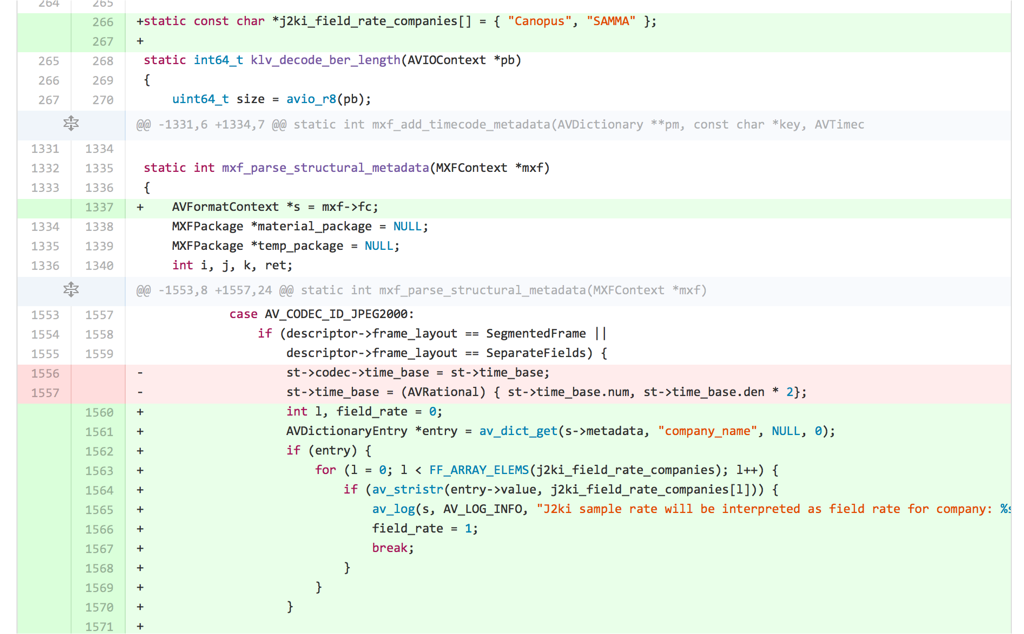 264 265
266 +static const char *j2ki_field_rate_companies[] = { "Canopus", "SAMMA" };
267 +
265 268 static int64_t klv_decode_ber_length(AVIOContext *pb)
266 269 {
267 270 uint64_t size = avio_r8(pb);
@@ -1331,6 +1334,7 @@ static int mxf_add_timecode_metadata(AVDictionary **pm, const char *key, AVTimec
1331 1334
1332 1335 static int mxf_parse_structural_metadata(MXFContext *mxf)
1333 1336 {
1337 + AVFormatContext *s = mxf->fc;
1334 1338 MXFPackage *material_package = NULL;
1335 1339 MXFPackage *temp_package = NULL;
1336 1340 int i, j, k, ret;
@@ -1553,8 +1557,24 @@ static int mxf_parse_structural_metadata(MXFContext *mxf)
1553 1557 case AV_CODEC_ID_JPEG2000:
1554 1558 if (descriptor->frame_layout == SegmentedFrame ||
1555 1559 descriptor->frame_layout == SeparateFields) {
1556 - st->codec->time_base = st->time_base;
1557 - st->time_base = (AVRational) { st->time_base.num, st->time_base.den * 2};
1560 + int l, field_rate = 0;
1561 + AVDictionaryEntry *entry = av_dict_get(s->metadata, "company_name", NULL, 0);
1562 + if (entry) {
1563 + for (l = 0; l < FF_ARRAY_ELEMS(j2ki_field_rate_companies); l++) {
1564 + if (av_stristr(entry->value, j2ki_field_rate_companies[l])) {
1565 + av_log(s, AV_LOG_INFO, "J2ki sample rate will be interpreted as field rate for company: %s
1566 + field_rate = 1;
1567 + break;
1568 + }
1569 + }
1570 + }
1571 +